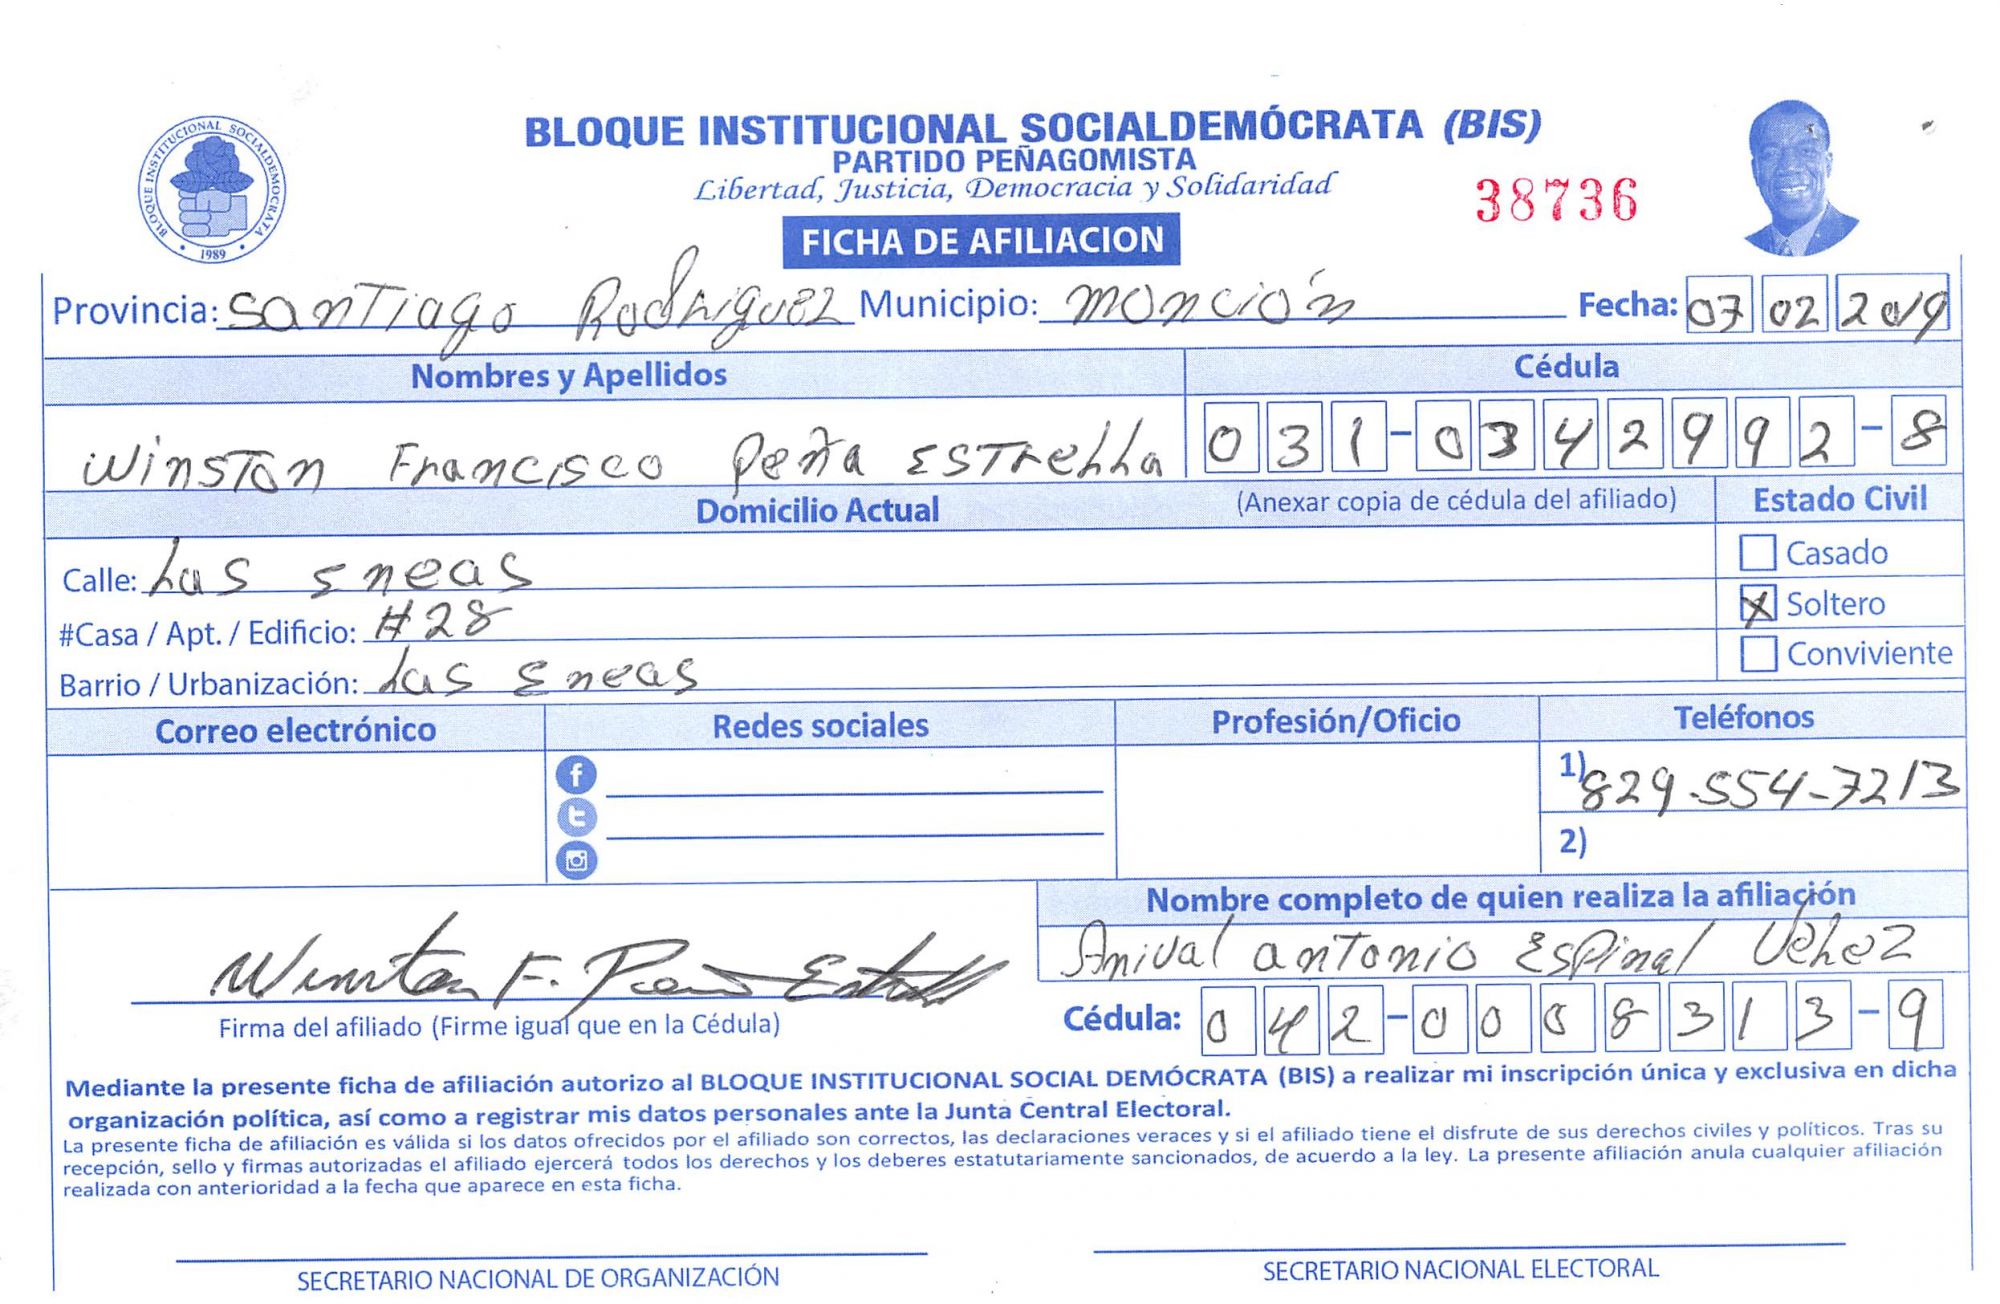 BLOQUE INSTITUCIONAL SOCIALDEMÓCRATA (BIS)
PARTIDO PEÑAGOMISTA
Libertad, Justicia, Democracia y Solidaridad
38736
BLOQUE INSTITUCIONAL SOCIALDEMOCRATA
1989
FICHA DE AFILIACION
Provincia: Santiago Rodriguez Municipio: Monción Fecha: 07 02 2019
Nombres y Apellidos Cédula
Winston Francisco Peña Estrella 031-0342992-8
Domicilio Actual (Anexar copia de cédula del afiliado) Estado Civil
Calle: Las Eneas Casado
#Casa / Apt. / Edificio: #28 X Soltero
Barrio / Urbanización: Las Eneas Conviviente
Correo electrónico Redes sociales Profesión/Oficio Teléfonos
1) 829-554-7213
2)
Nombre completo de quien realiza la afiliación
Anival Antonio Espinal Velez
Winston F. Peña Estrella
Firma del afiliado (Firme igual que en la Cédula) Cédula: 042-0008313-9
Mediante la presente ficha de afiliación autorizo al BLOQUE INSTITUCIONAL SOCIAL DEMÓCRATA (BIS) a realizar mi inscripción única y exclusiva en dicha
organización política, así como a registrar mis datos personales ante la Junta Central Electoral.
La presente ficha de afiliación es válida si los datos ofrecidos por el afiliado son correctos, las declaraciones veraces y si el afiliado tiene el disfrute de sus derechos civiles y políticos. Tras su
recepción, sello y firmas autorizadas el afiliado ejercerá todos los derechos y los deberes estatutariamente sancionados, de acuerdo a la ley. La presente afiliación anula cualquier afiliación
realizada con anterioridad a la fecha que aparece en esta ficha.
SECRETARIO NACIONAL DE ORGANIZACIÓN SECRETARIO NACIONAL ELECTORAL